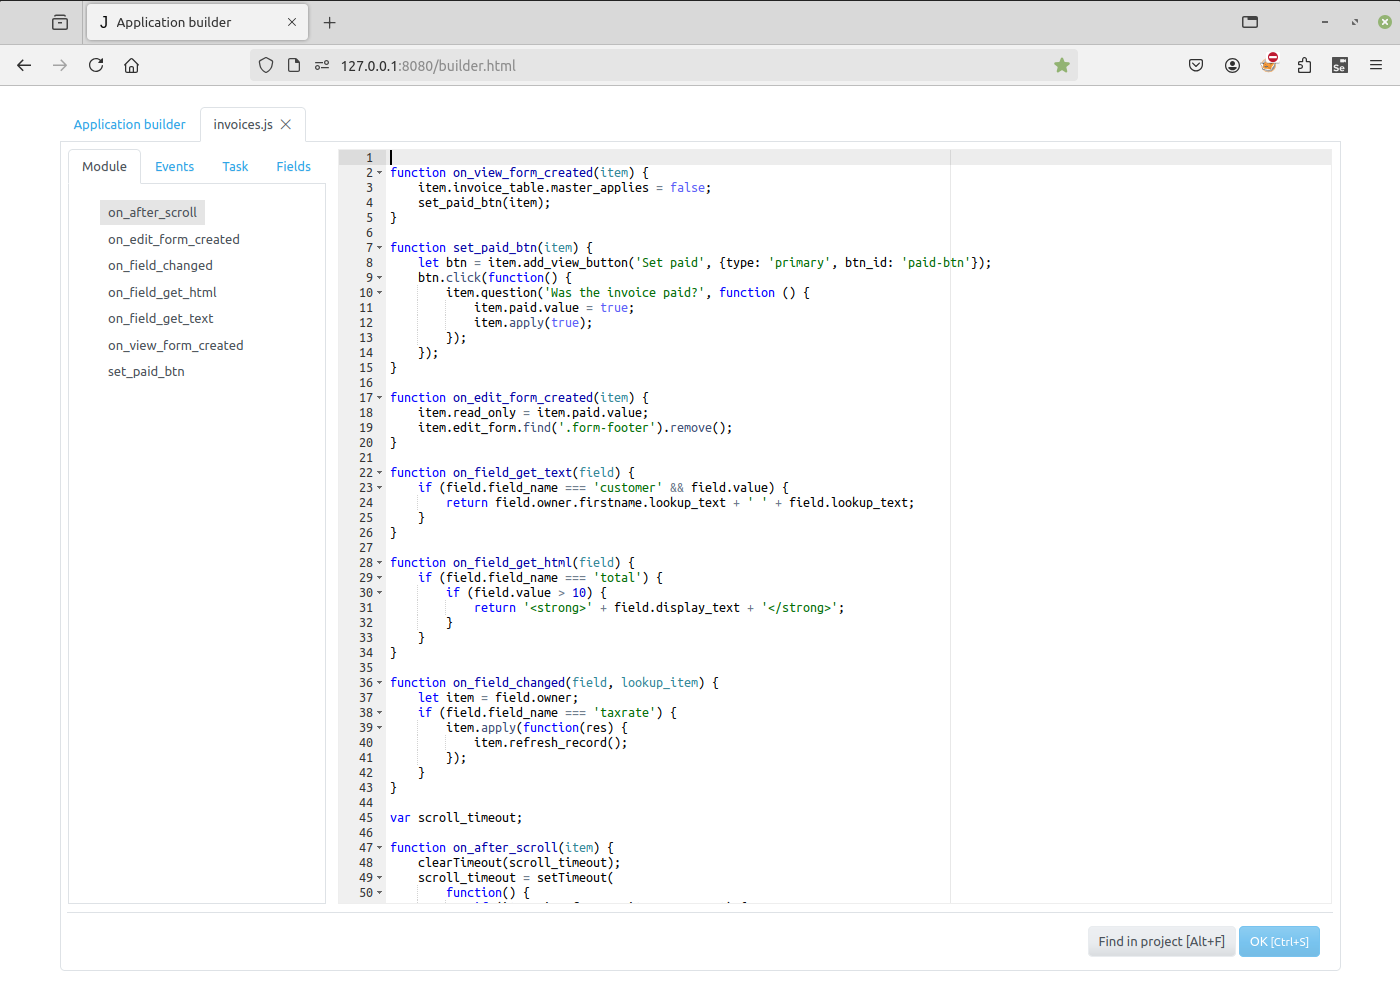 J Application builder
127.0.0.1:8080/builder.html
Se
Application builder
invoices.js
Module
Events
Task
Fields
on_after_scroll
on_edit_form_created
on_field_changed
on_field_get_html
on_field_get_text
on_view_form_created
set_paid_btn
1
2 function on_view_form_created(item) {
3     item.invoice_table.master_applies = false;
4     set_paid_btn(item);
5 }
6
7 function set_paid_btn(item) {
8     let btn = item.add_view_button('Set paid', {type: 'primary', btn_id: 'paid-btn'});
9     btn.click(function() {
10         item.question('Was the invoice paid?', function () {
11             item.paid.value = true;
12             item.apply(true);
13         });
14     });
15 }
16
17 function on_edit_form_created(item) {
18     item.read_only = item.paid.value;
19     item.edit_form.find('.form-footer').remove();
20 }
21
22 function on_field_get_text(field) {
23     if (field.field_name === 'customer' && field.value) {
24         return field.owner.firstname.lookup_text + ' ' + field.lookup_text;
25     }
26 }
27
28 function on_field_get_html(field) {
29     if (field.field_name === 'total') {
30         if (field.value > 10) {
31             return '<strong>' + field.display_text + '</strong>';
32         }
33     }
34 }
35
36 function on_field_changed(field, lookup_item) {
37     let item = field.owner;
38     if (field.field_name === 'taxrate') {
39         item.apply(function(res) {
40             item.refresh_record();
41         });
42     }
43 }
44
45 var scroll_timeout;
46
47 function on_after_scroll(item) {
48     clearTimeout(scroll_timeout);
49     scroll_timeout = setTimeout(
50         function() {
Find in project [Alt+F]
OK [Ctrl+S]